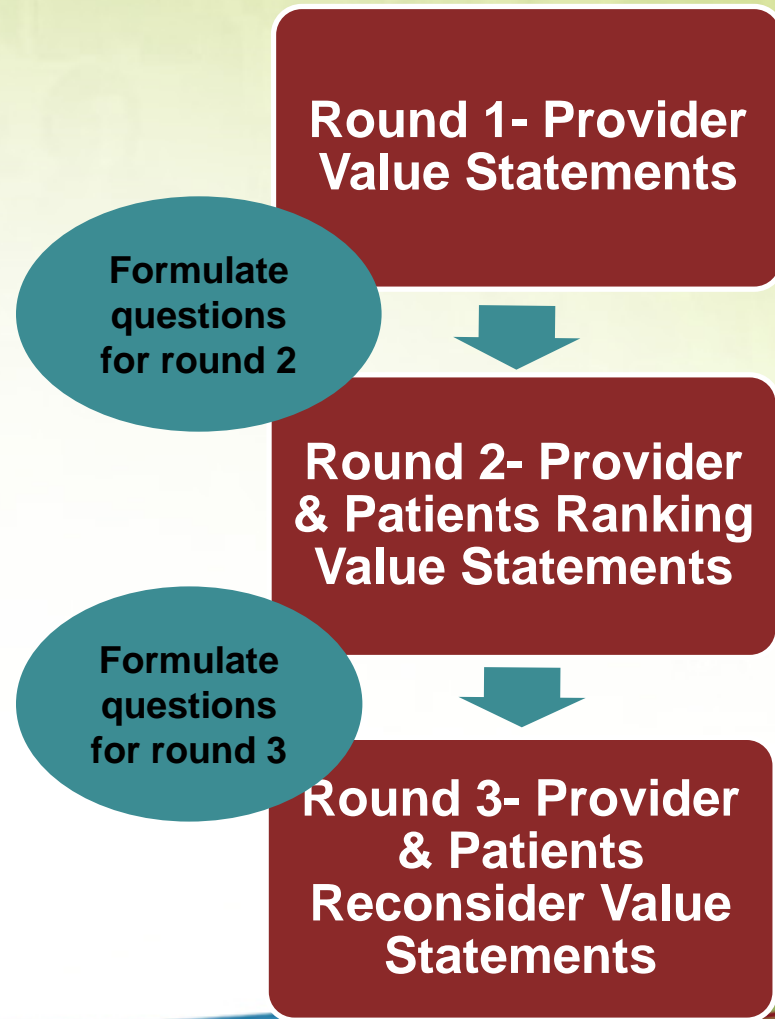 Round 1- Provider
Value Statements
Formulate
questions
for round 2
Round 2- Provider
& Patients Ranking
Value Statements
Formulate
questions
for round 3
Round 3- Provider
& Patients
Reconsider Value
Statements